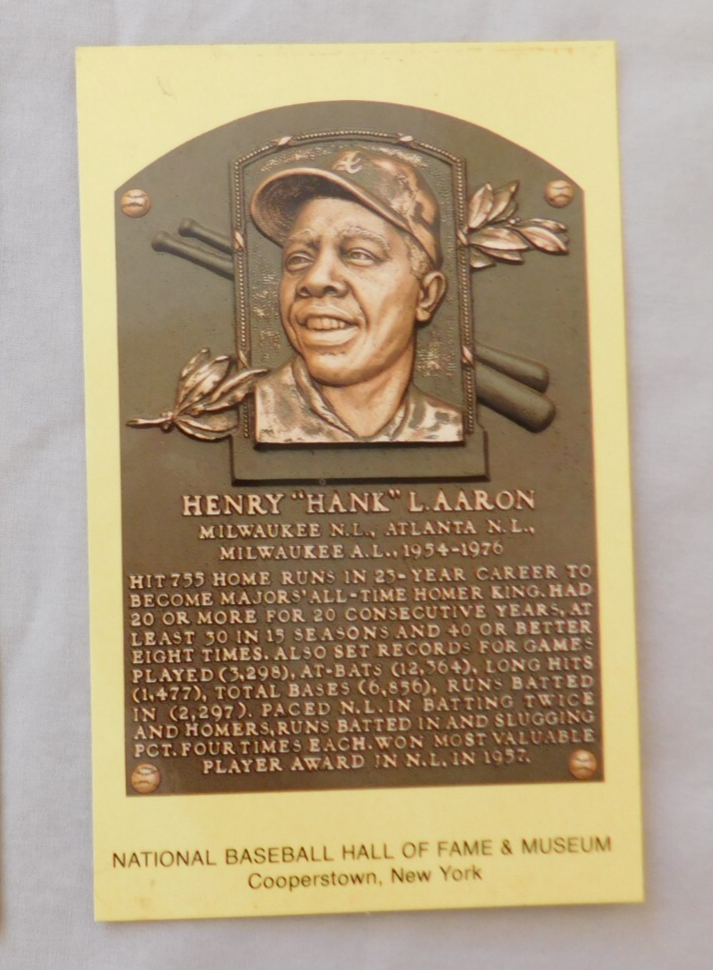 A
HENRY "HANK" L. AARON
MILWAUKEE N.L., ATLANTA N.L.,
MILWAUKEE A.L., 1954-1976
HIT 755 HOME RUNS IN 23-YEAR CAREER TO
BECOME MAJORS' ALL-TIME HOMER KING. HAD
20 OR MORE FOR 20 CONSECUTIVE YEARS, AT
LEAST 30 IN 15 SEASONS AND 40 OR BETTER
EIGHT TIMES. ALSO SET RECORDS FOR GAMES
PLAYED (3,298), AT-BATS (12,364), LONG HITS
(1,477), TOTAL BASES (6,856), RUNS BATTED
IN (2,297). PACED N.L. IN BATTING TWICE
AND HOMERS, RUNS BATTED IN AND SLUGGING
PCT. FOUR TIMES EACH. WON MOST VALUABLE
PLAYER AWARD IN N.L. IN 1957.
NATIONAL BASEBALL HALL OF FAME & MUSEUM
Cooperstown, New York